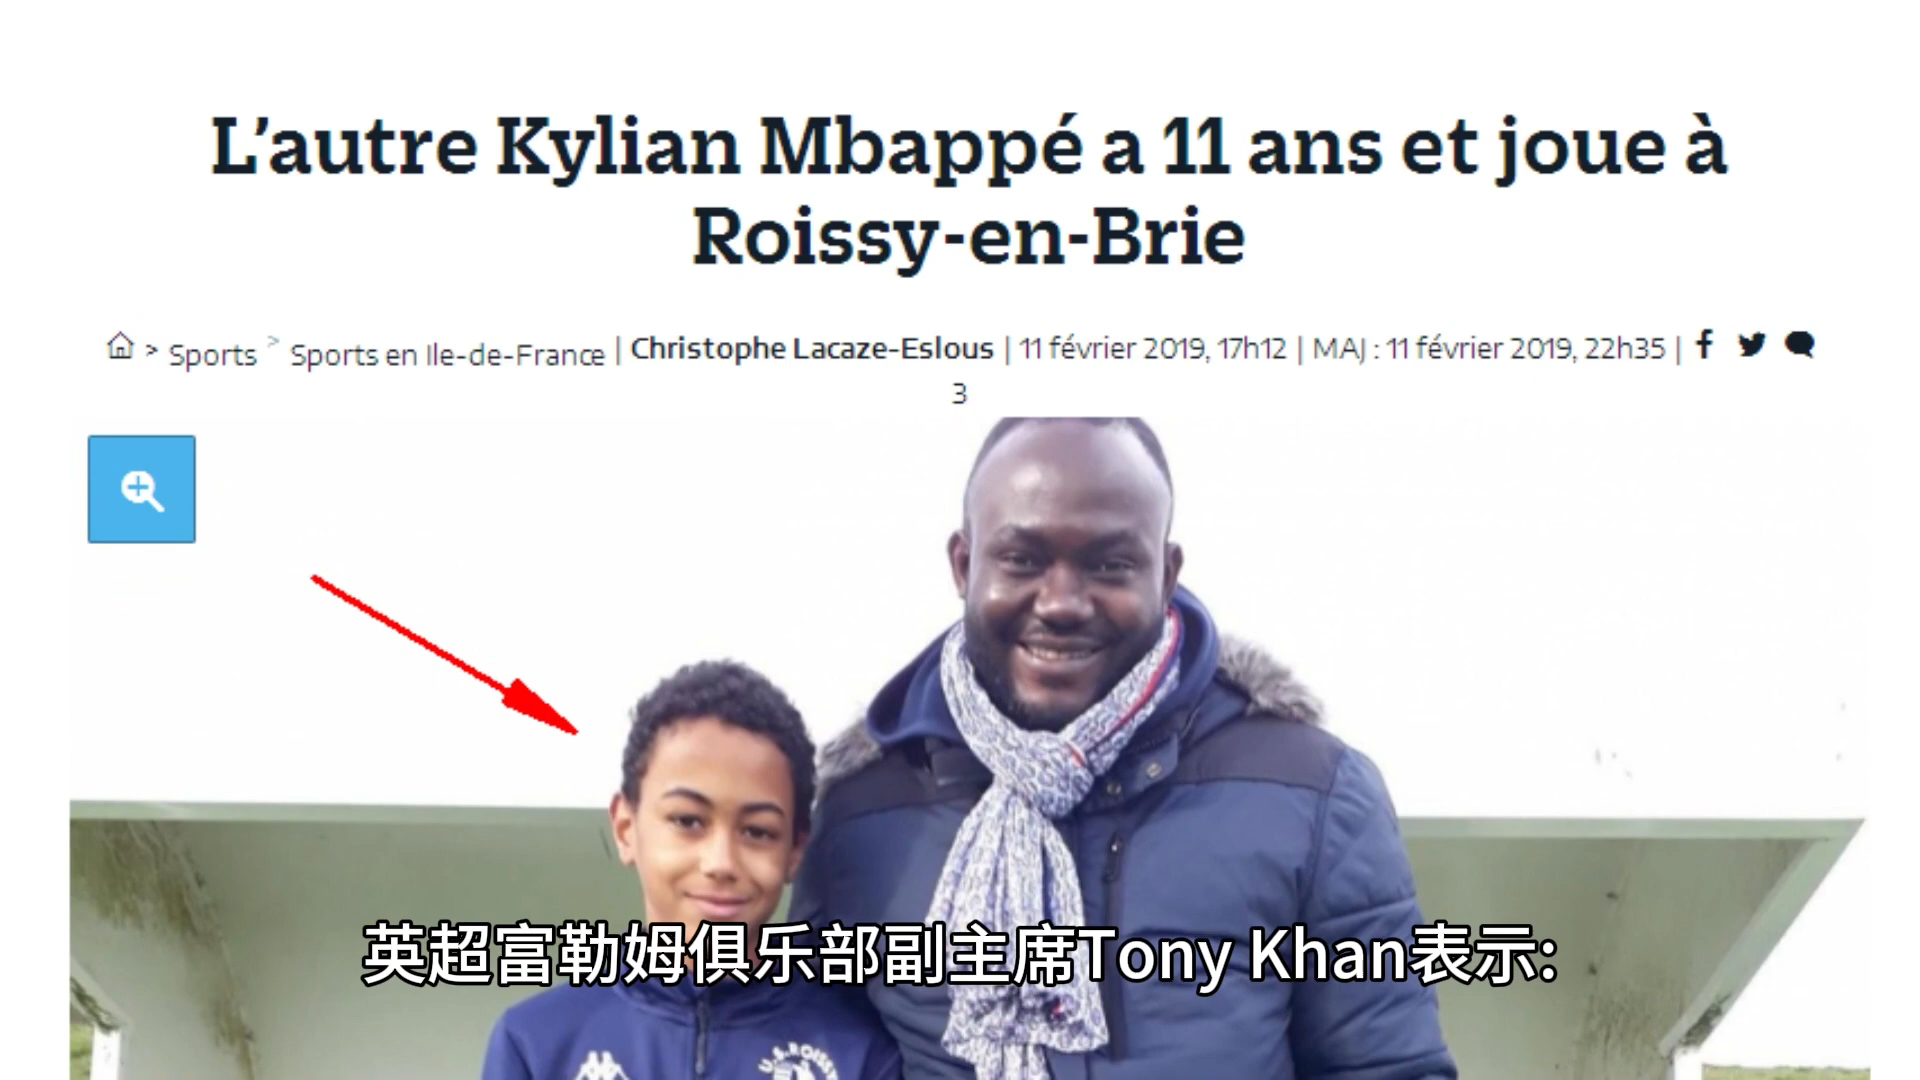 L’autre Kylian Mbappé a 11 ans et joue à
Roissy-en-Brie
> Sports > Sports en Ile-de-France | Christophe Lacaze-Eslous | 11 février 2019, 17h12 | MAJ : 11 février 2019, 22h35 |
3
英超富勒姆俱乐部副主席Tony Khan表示: